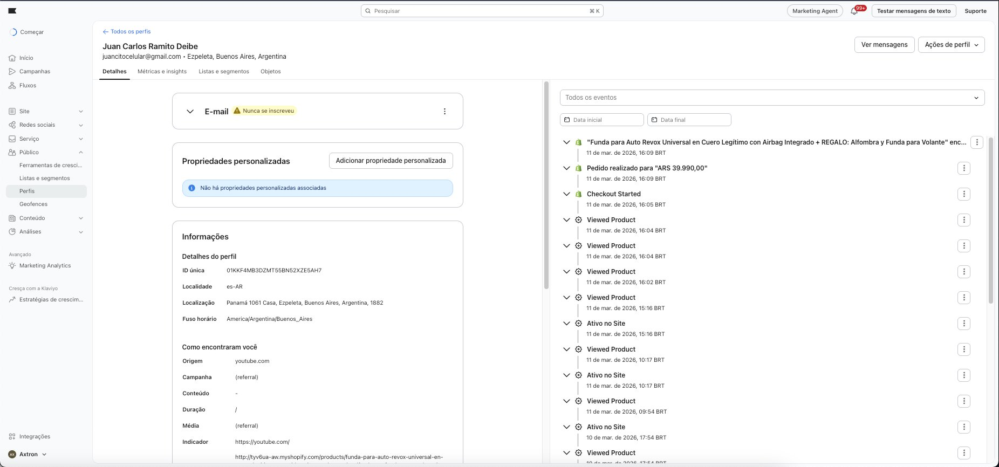 Pesquisar
⌘ K
Marketing Agent
99+
Testar mensagens de texto
Suporte
Começar
Início
Campanhas
Fluxos
Site
Redes sociais
Serviço
Público
Ferramentas de cresci...
Listas e segmentos
Perfis
Geofences
Conteúdo
Análises
Avançado
Marketing Analytics
Cresça com a Klaviyo
Estratégias de crescim...
Integrações
AX
Axtron
← Todos os perfis
Juan Carlos Ramito Deibe
juancitocelular@gmail.com • Ezpeleta, Buenos Aires, Argentina
Ver mensagens
Ações de perfil
Detalhes
Métricas e insights
Listas e segmentos
Objetos
E-mail
Nunca se inscreveu
Propriedades personalizadas
Adicionar propriedade personalizada
Não há propriedades personalizadas associadas
Informações
Detalhes do perfil
ID única 01KKF4MB3DZMT55BN52XZE5AH7
Localidade es-AR
Localização Panamá 1061 Casa, Ezpeleta, Buenos Aires, Argentina, 1882
Fuso horário America/Argentina/Buenos_Aires
Como encontraram você
Origem youtube.com
Campanha (referral)
Conteúdo -
Duração /
Média (referral)
Indicador https://youtube.com/
http://tyv6ua-aw.myshopify.com/products/funda-para-auto-revox-universal-en-
Todos os eventos
Data inicial
Data final
"Funda para Auto Revox Universal en Cuero Legítimo con Airbag Integrado + REGALO: Alfombra y Funda para Volante" enc...
11 de mar. de 2026, 16:09 BRT
Pedido realizado para "ARS 39.990,00"
11 de mar. de 2026, 16:09 BRT
Checkout Started
11 de mar. de 2026, 16:05 BRT
Viewed Product
11 de mar. de 2026, 16:04 BRT
Viewed Product
11 de mar. de 2026, 16:04 BRT
Viewed Product
11 de mar. de 2026, 16:02 BRT
Viewed Product
11 de mar. de 2026, 15:16 BRT
Ativo no Site
11 de mar. de 2026, 15:16 BRT
Viewed Product
11 de mar. de 2026, 10:17 BRT
Ativo no Site
11 de mar. de 2026, 10:17 BRT
Viewed Product
11 de mar. de 2026, 09:54 BRT
Ativo no Site
10 de mar. de 2026, 17:54 BRT
Viewed Product
10 de mar. de 2026, 17:54 BRT